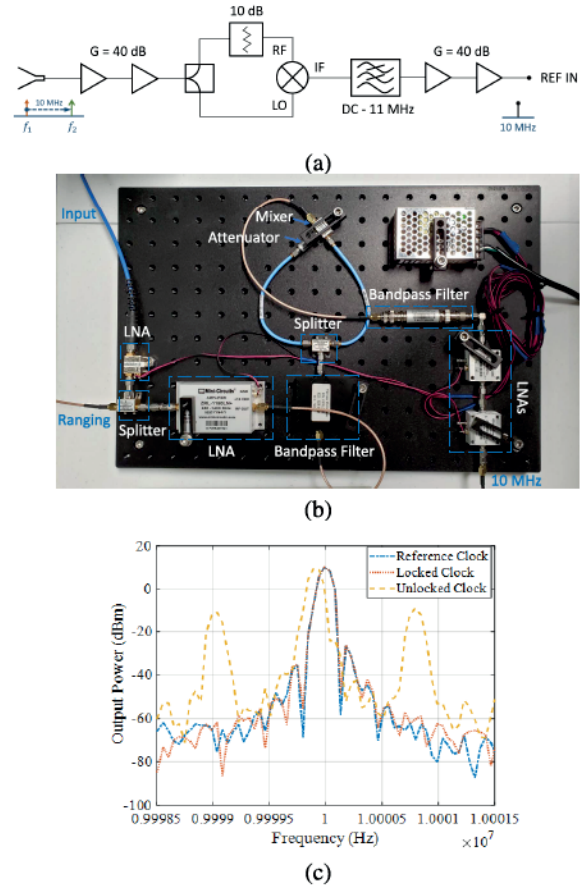 10 dB
G = 40 dB
RF
G = 40 dB
IF
REF IN
10 MHz
LO
DC - 11 MHz
f₁
f₂
10 MHz
(a)
Input
Mixer
Attenuator
Bandpass Filter
LNA
Splitter
LNAs
Ranging
Mini-Circuits
Splitter
LNA
Bandpass Filter
10 MHz
(b)
20
Reference Clock
0
Locked Clock
Unlocked Clock
-20
Output Power (dBm)
-40
-60
-80
-100
0.99985 0.9999 0.99995 1 1.00005 1.0001 1.00015
Frequency (Hz)
×10⁷
(c)